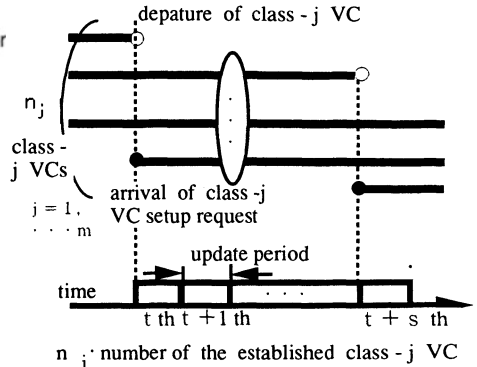 depature of class - j VC
r
n j
class -
j VCs
j = 1 ,
· · · m
arrival of class -j
VC setup request
update period
time
· · ·
t th t + 1 th
t + s th
n j · number of the established class - j VC